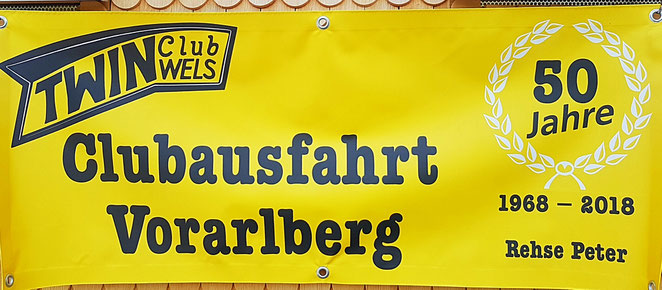 TWIN Club
WELS
Clubausfahrt
Vorarlberg
50
Jahre
1968 – 2018
Rehse Peter